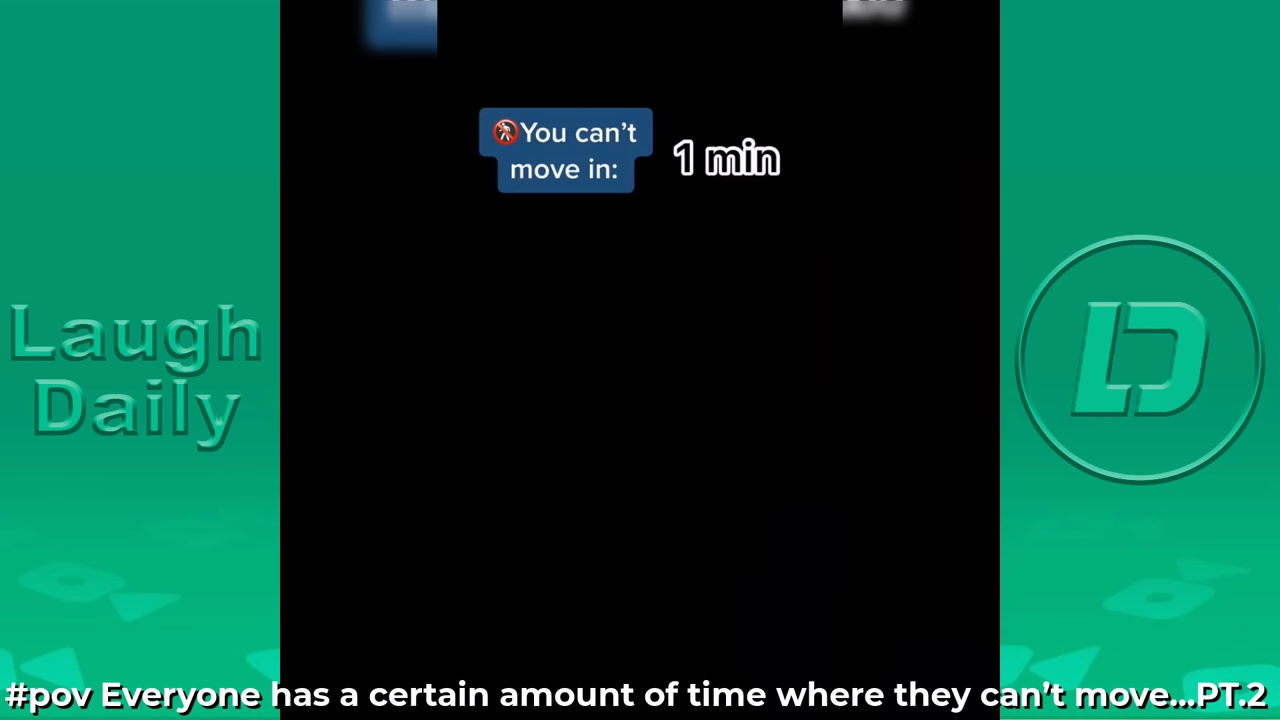 You can't
move in:
1 min
Laugh
Daily
LD
#pov Everyone has a certain amount of time where they can't move...PT.2